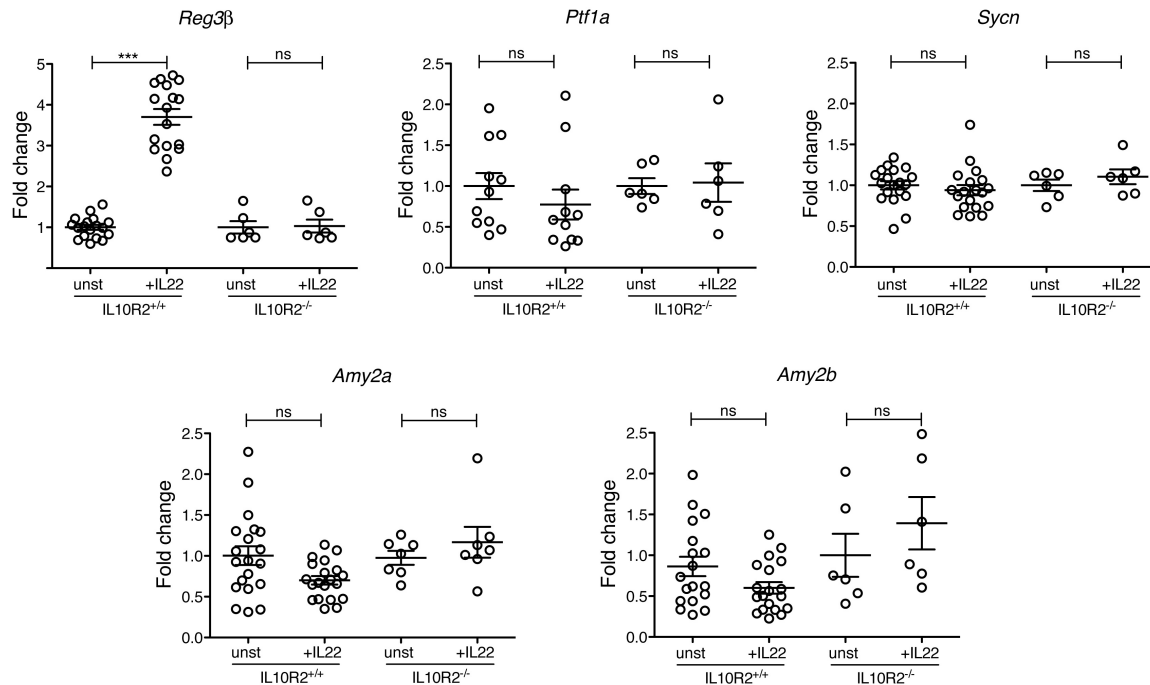 Reg3β
*** ns
Fold change
5
4
3
2
1
unst +IL22 unst +IL22
IL10R2+/+ IL10R2-/-
Ptf1a
ns ns
Fold change
2.5
2.0
1.5
1.0
0.5
0.0
unst +IL22 unst +IL22
IL10R2+/+ IL10R2-/-
Sycn
ns ns
Fold change
2.5
2.0
1.5
1.0
0.5
0.0
unst +IL22 unst +IL22
IL10R2+/+ IL10R2-/-
Amy2a
ns ns
Fold change
2.5
2.0
1.5
1.0
0.5
0.0
unst +IL22 unst +IL22
IL10R2+/+ IL10R2-/-
Amy2b
ns ns
Fold change
2.5
2.0
1.5
1.0
0.5
0.0
unst +IL22 unst +IL22
IL10R2+/+ IL10R2-/-